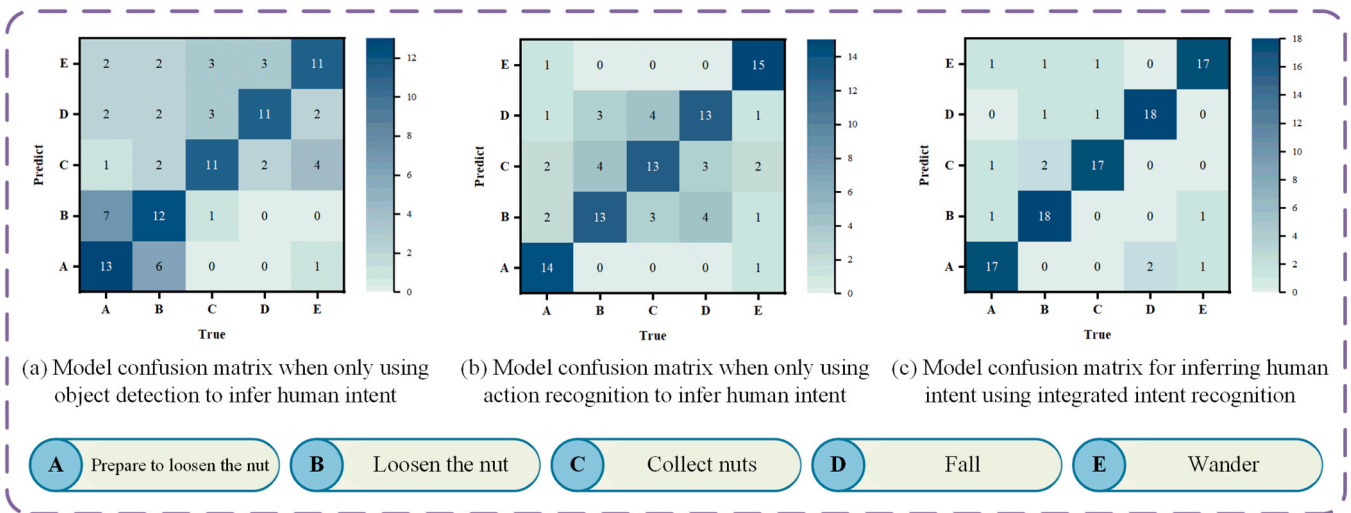 E 2 2 3 3 11
D 2 2 3 11 2
C 1 2 11 2 4
B 7 12 1 0 0
A 13 6 0 0 1
A B C D E
Predict
True
12
10
8
6
4
2
0
E 1 0 0 0 15
D 1 3 4 13 1
C 2 4 13 3 2
B 2 13 3 4 1
A 14 0 0 0 1
A B C D E
Predict
True
14
12
10
8
6
4
2
0
E 1 1 1 0 17
D 0 1 1 18 0
C 1 2 17 0 0
B 1 18 0 0 1
A 17 0 0 2 1
A B C D E
Predict
True
18
16
14
12
10
8
6
4
2
0
(a) Model confusion matrix when only using
object detection to infer human intent
(b) Model confusion matrix when only using
action recognition to infer human intent
(c) Model confusion matrix for inferring human
intent using integrated intent recognition
A Prepare to loosen the nut
B Loosen the nut
C Collect nuts
D Fall
E Wander